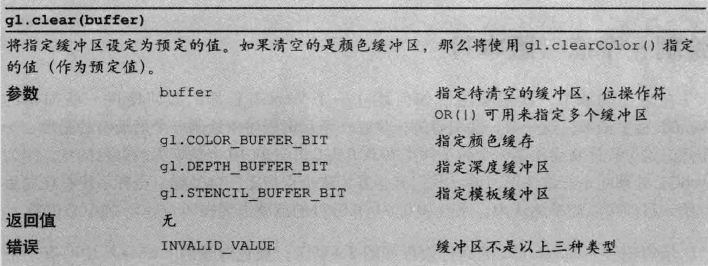 gl.clear(buffer)
将指定缓冲区设定为预定的值。如果清空的是颜色缓冲区，那么将使用 gl.clearColor() 指定
的值（作为预定值）。
参数 buffer 指定待清空的缓冲区，位操作符
OR(|) 可用来指定多个缓冲区
gl.COLOR_BUFFER_BIT 指定颜色缓存
gl.DEPTH_BUFFER_BIT 指定深度缓冲区
gl.STENCIL_BUFFER_BIT 指定模板缓冲区
返回值 无
错误 INVALID_VALUE 缓冲区不是以上三种类型